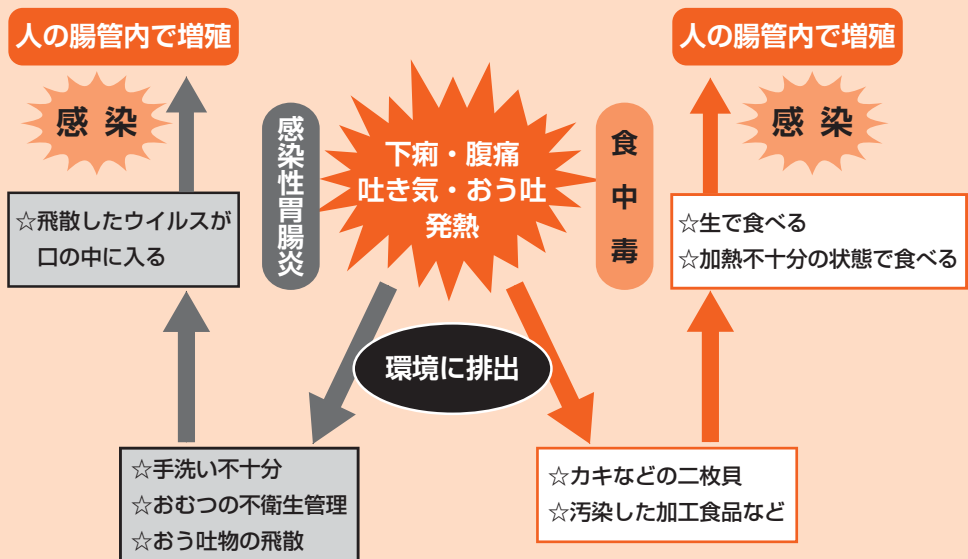 人の腸管内で増殖
感 染
☆飛散したウイルスが
口の中に入る
感染性胃腸炎
下痢・腹痛
吐き気・おう吐
発熱
食中毒
人の腸管内で増殖
感 染
☆生で食べる
☆加熱不十分の状態で食べる
環境に排出
☆手洗い不十分
☆おむつの不衛生管理
☆おう吐物の飛散
☆カキなどの二枚貝
☆汚染した加工食品など